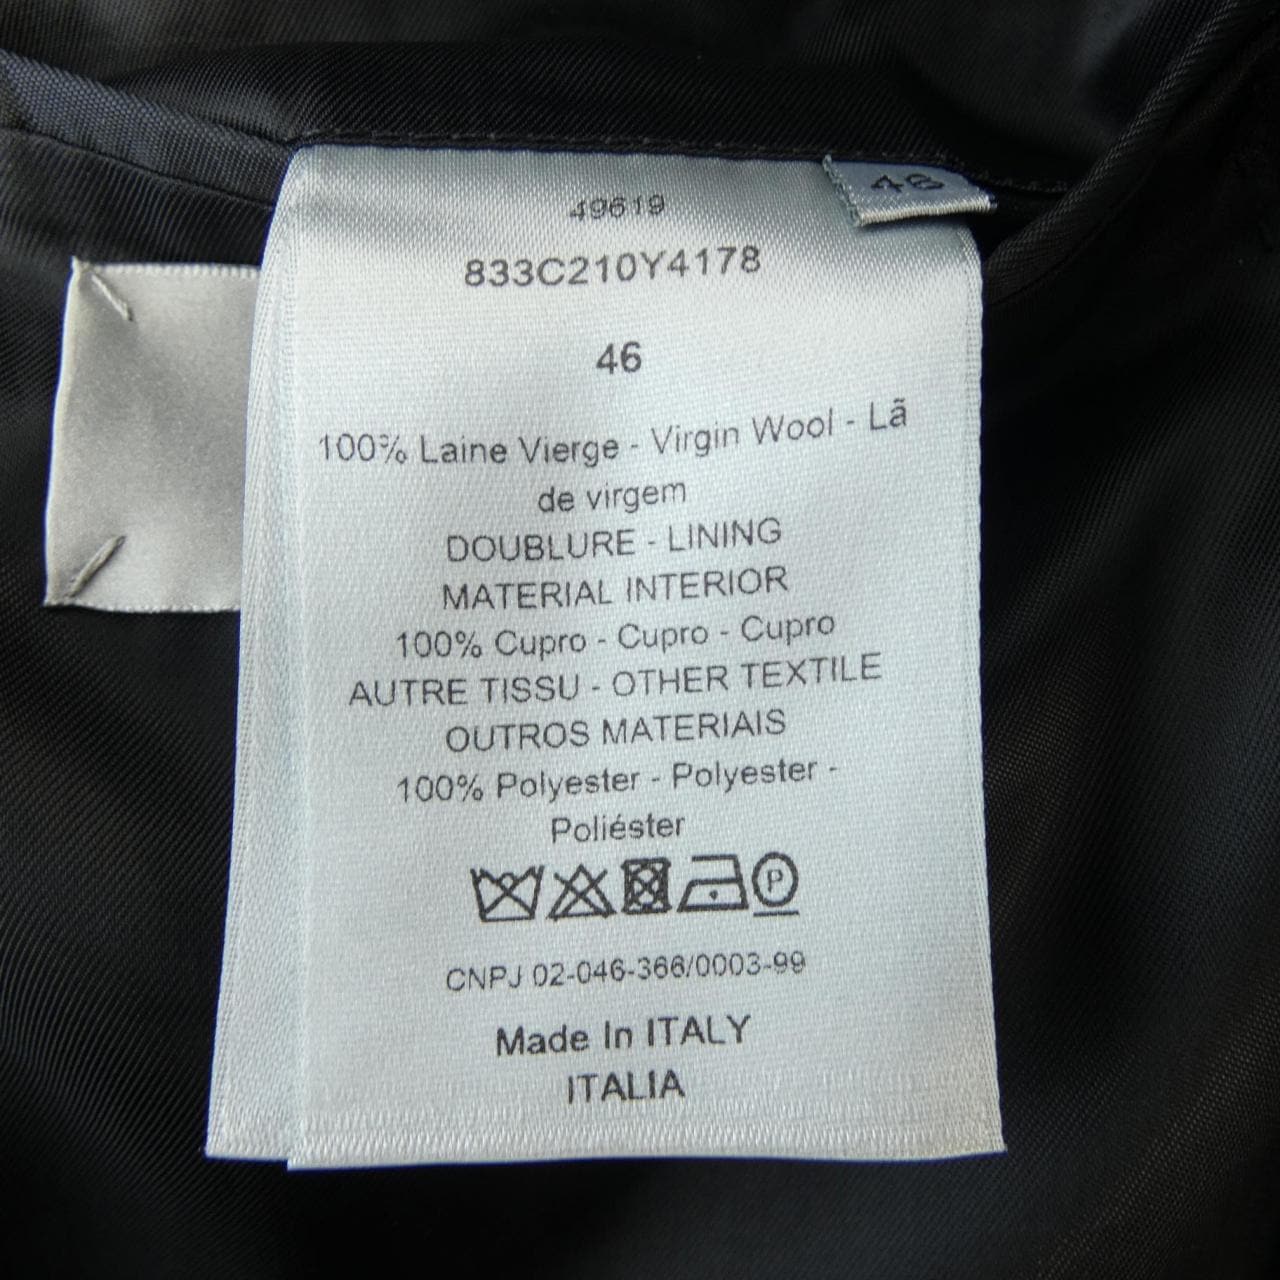 46
49619
833C210Y4178
46
100% Laine Vierge - Virgin Wool - Lã
de virgem
DOUBLURE - LINING
MATERIAL INTERIOR
100% Cupro - Cupro - Cupro
AUTRE TISSU - OTHER TEXTILE
OUTROS MATERIAIS
100% Polyester - Polyester -
Poliéster
P
CNPJ 02-046-366/0003-99
Made In ITALY
ITALIA